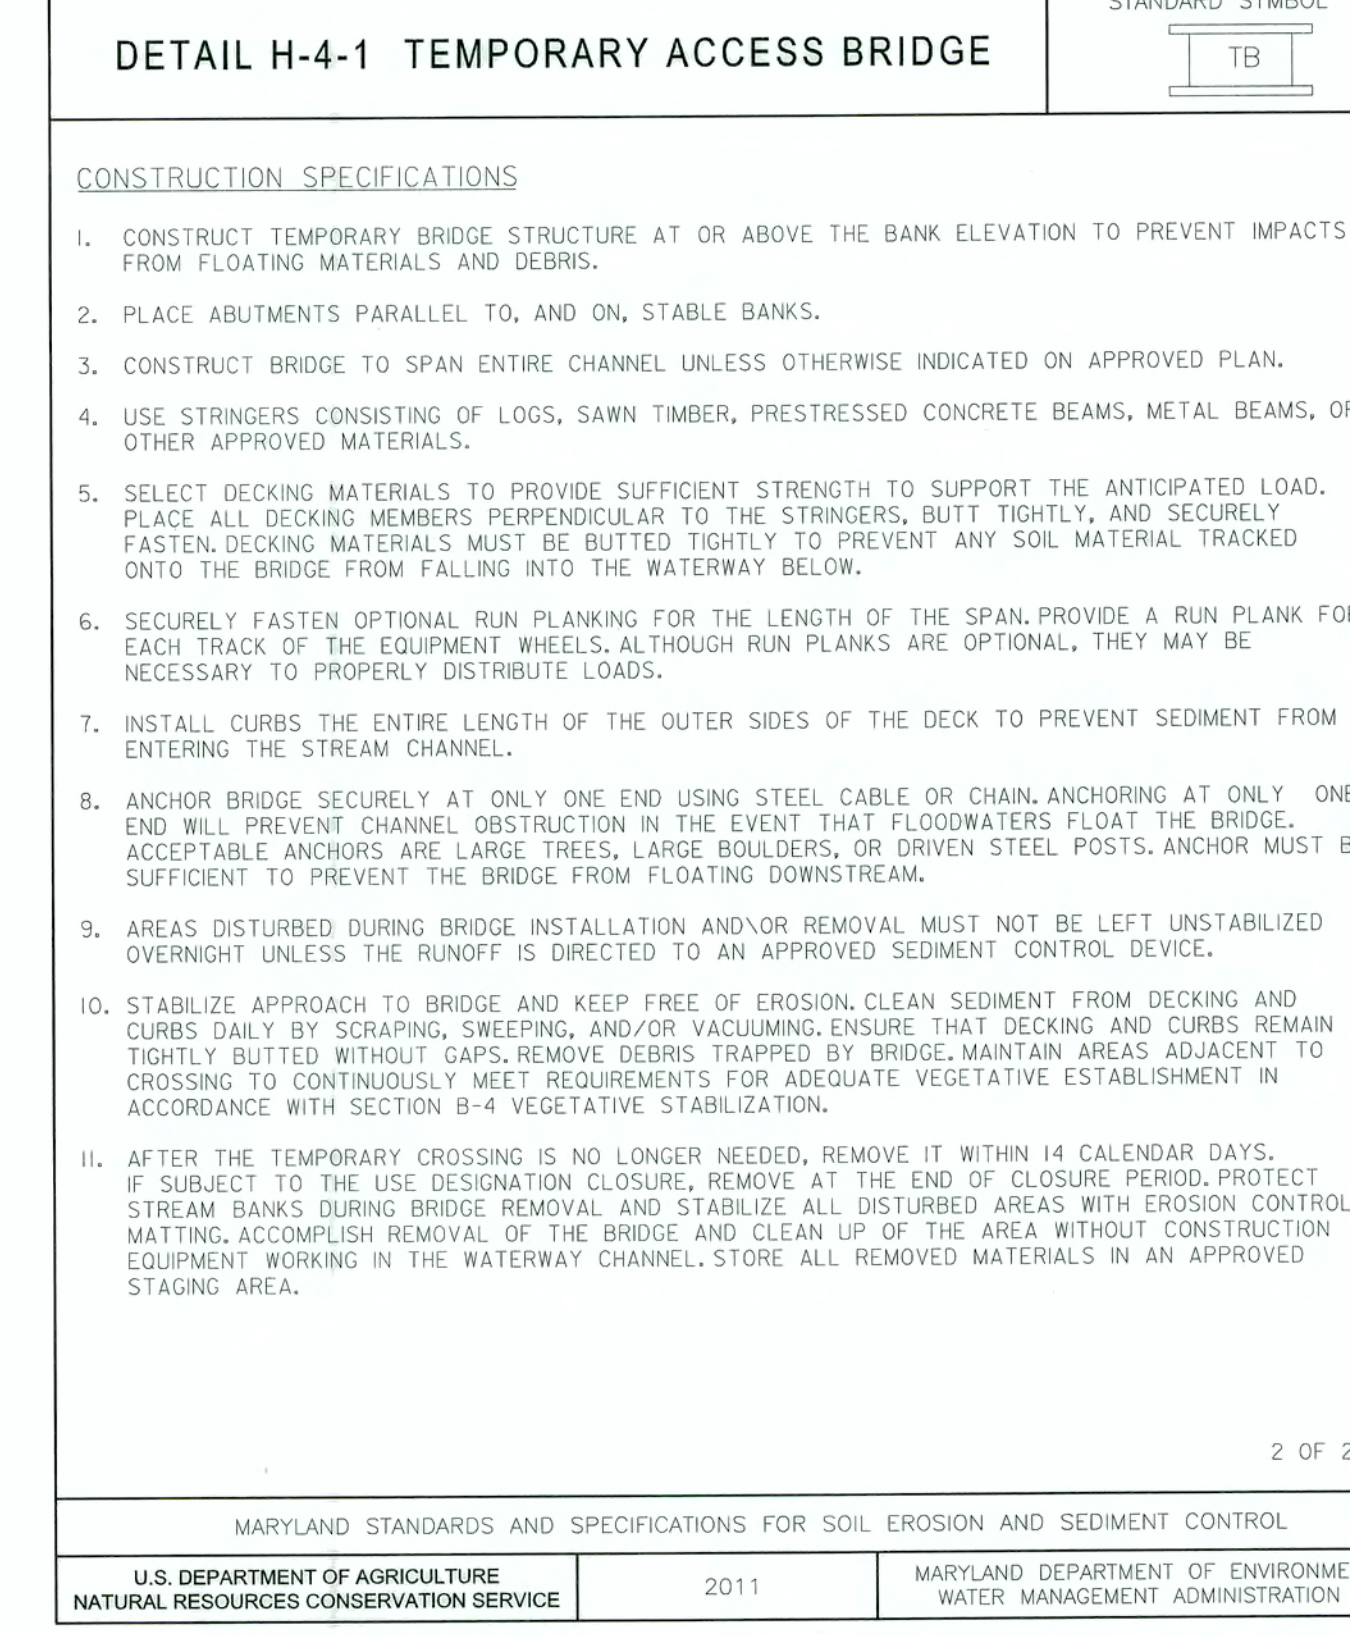 STANDARD SYMBOL
DETAIL H-4-1 TEMPORARY ACCESS BRIDGE
TB
CONSTRUCTION SPECIFICATIONS
1. CONSTRUCT TEMPORARY BRIDGE STRUCTURE AT OR ABOVE THE BANK ELEVATION TO PREVENT IMPACTS
FROM FLOATING MATERIALS AND DEBRIS.
2. PLACE ABUTMENTS PARALLEL TO, AND ON, STABLE BANKS.
3. CONSTRUCT BRIDGE TO SPAN ENTIRE CHANNEL UNLESS OTHERWISE INDICATED ON APPROVED PLAN.
4. USE STRINGERS CONSISTING OF LOGS, SAWN TIMBER, PRESTRESSED CONCRETE BEAMS, METAL BEAMS, OR
OTHER APPROVED MATERIALS.
5. SELECT DECKING MATERIALS TO PROVIDE SUFFICIENT STRENGTH TO SUPPORT THE ANTICIPATED LOAD.
PLACE ALL DECKING MEMBERS PERPENDICULAR TO THE STRINGERS, BUTT TIGHTLY, AND SECURELY
FASTEN. DECKING MATERIALS MUST BE BUTTED TIGHTLY TO PREVENT ANY SOIL MATERIAL TRACKED
ONTO THE BRIDGE FROM FALLING INTO THE WATERWAY BELOW.
6. SECURELY FASTEN OPTIONAL RUN PLANKING FOR THE LENGTH OF THE SPAN. PROVIDE A RUN PLANK FOR
EACH TRACK OF THE EQUIPMENT WHEELS. ALTHOUGH RUN PLANKS ARE OPTIONAL, THEY MAY BE
NECESSARY TO PROPERLY DISTRIBUTE LOADS.
7. INSTALL CURBS THE ENTIRE LENGTH OF THE OUTER SIDES OF THE DECK TO PREVENT SEDIMENT FROM
ENTERING THE STREAM CHANNEL.
8. ANCHOR BRIDGE SECURELY AT ONLY ONE END USING STEEL CABLE OR CHAIN. ANCHORING AT ONLY ONE
END WILL PREVENT CHANNEL OBSTRUCTION IN THE EVENT THAT FLOODWATERS FLOAT THE BRIDGE.
ACCEPTABLE ANCHORS ARE LARGE TREES, LARGE BOULDERS, OR DRIVEN STEEL POSTS. ANCHOR MUST B
SUFFICIENT TO PREVENT THE BRIDGE FROM FLOATING DOWNSTREAM.
9. AREAS DISTURBED DURING BRIDGE INSTALLATION AND\OR REMOVAL MUST NOT BE LEFT UNSTABILIZED
OVERNIGHT UNLESS THE RUNOFF IS DIRECTED TO AN APPROVED SEDIMENT CONTROL DEVICE.
10. STABILIZE APPROACH TO BRIDGE AND KEEP FREE OF EROSION. CLEAN SEDIMENT FROM DECKING AND
CURBS DAILY BY SCRAPING, SWEEPING, AND/OR VACUUMING. ENSURE THAT DECKING AND CURBS REMAIN
TIGHTLY BUTTED WITHOUT GAPS. REMOVE DEBRIS TRAPPED BY BRIDGE. MAINTAIN AREAS ADJACENT TO
CROSSING TO CONTINUOUSLY MEET REQUIREMENTS FOR ADEQUATE VEGETATIVE ESTABLISHMENT IN
ACCORDANCE WITH SECTION B-4 VEGETATIVE STABILIZATION.
11. AFTER THE TEMPORARY CROSSING IS NO LONGER NEEDED, REMOVE IT WITHIN 14 CALENDAR DAYS.
IF SUBJECT TO THE USE DESIGNATION CLOSURE, REMOVE AT THE END OF CLOSURE PERIOD. PROTECT
STREAM BANKS DURING BRIDGE REMOVAL AND STABILIZE ALL DISTURBED AREAS WITH EROSION CONTROL
MATTING. ACCOMPLISH REMOVAL OF THE BRIDGE AND CLEAN UP OF THE AREA WITHOUT CONSTRUCTION
EQUIPMENT WORKING IN THE WATERWAY CHANNEL. STORE ALL REMOVED MATERIALS IN AN APPROVED
STAGING AREA.
2 OF 2
MARYLAND STANDARDS AND SPECIFICATIONS FOR SOIL EROSION AND SEDIMENT CONTROL
U.S. DEPARTMENT OF AGRICULTURE
NATURAL RESOURCES CONSERVATION SERVICE
2011
MARYLAND DEPARTMENT OF ENVIRONME
WATER MANAGEMENT ADMINISTRATION